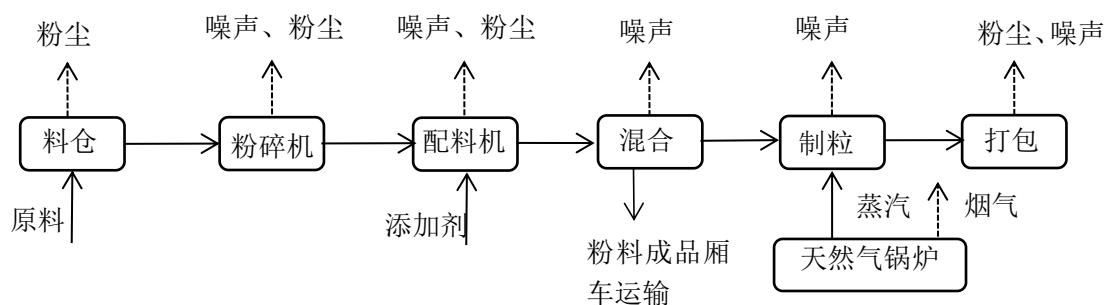 粉尘
噪声、粉尘
噪声、粉尘
噪声
噪声
粉尘、噪声
料仓
粉碎机
配料机
混合
制粒
打包
原料
添加剂
蒸汽
烟气
粉料成品厢
车运输
天然气锅炉